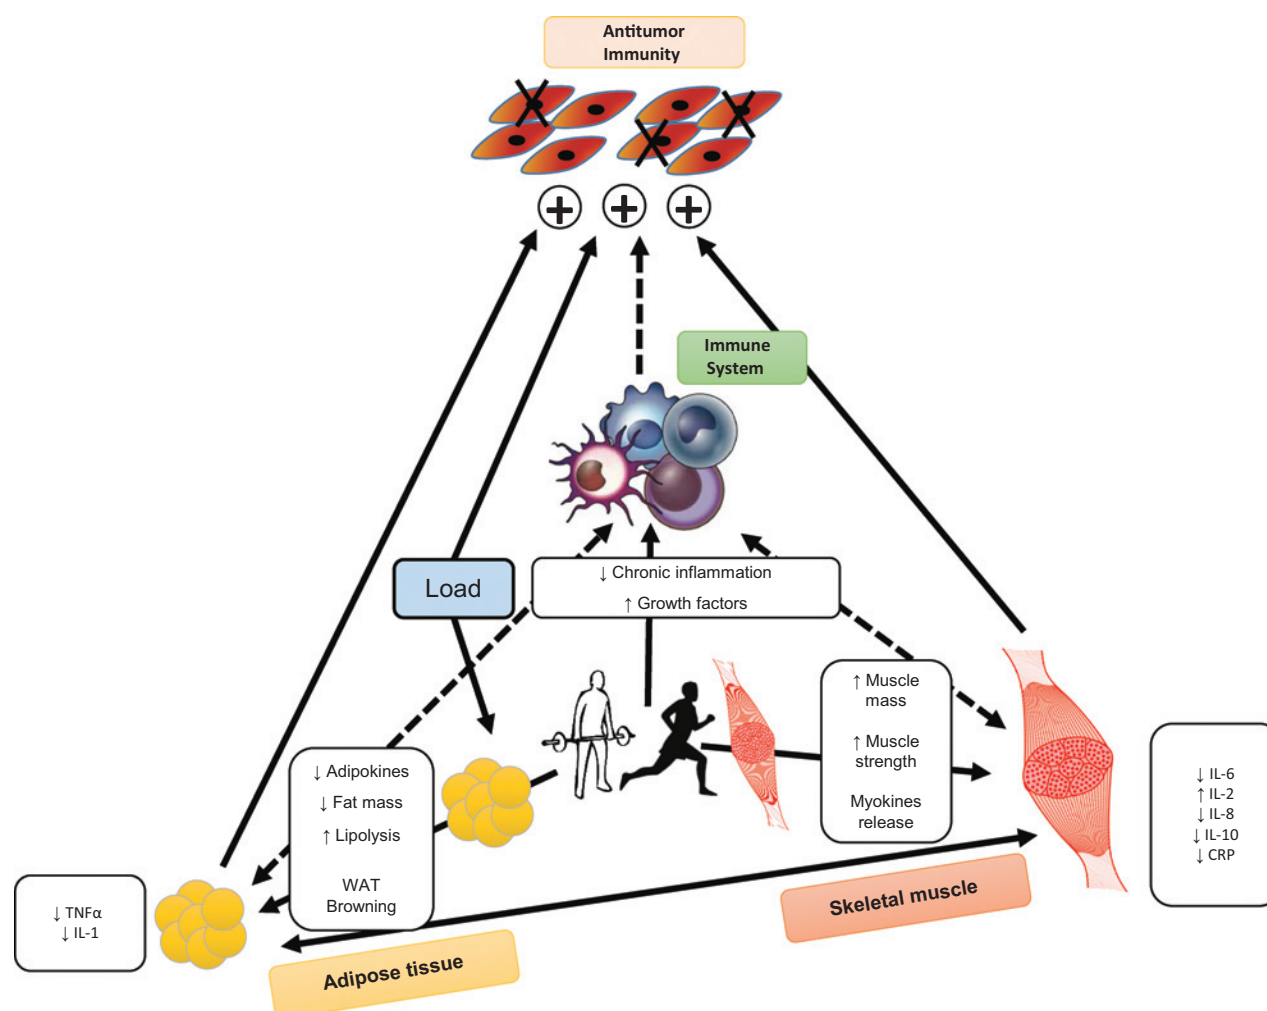 Antitumor
Immunity
Immune
System
↓ Chronic inflammation
↑ Growth factors
Load
↑ Muscle
mass
↑ Muscle
strength
Myokines
release
↓ Adipokines
↓ Fat mass
↑ Lipolysis
WAT
Browning
↓ IL-6
↑ IL-2
↓ IL-8
↓ IL-10
↓ CRP
↓ TNFα
↓ IL-1
Skeletal muscle
Adipose tissue